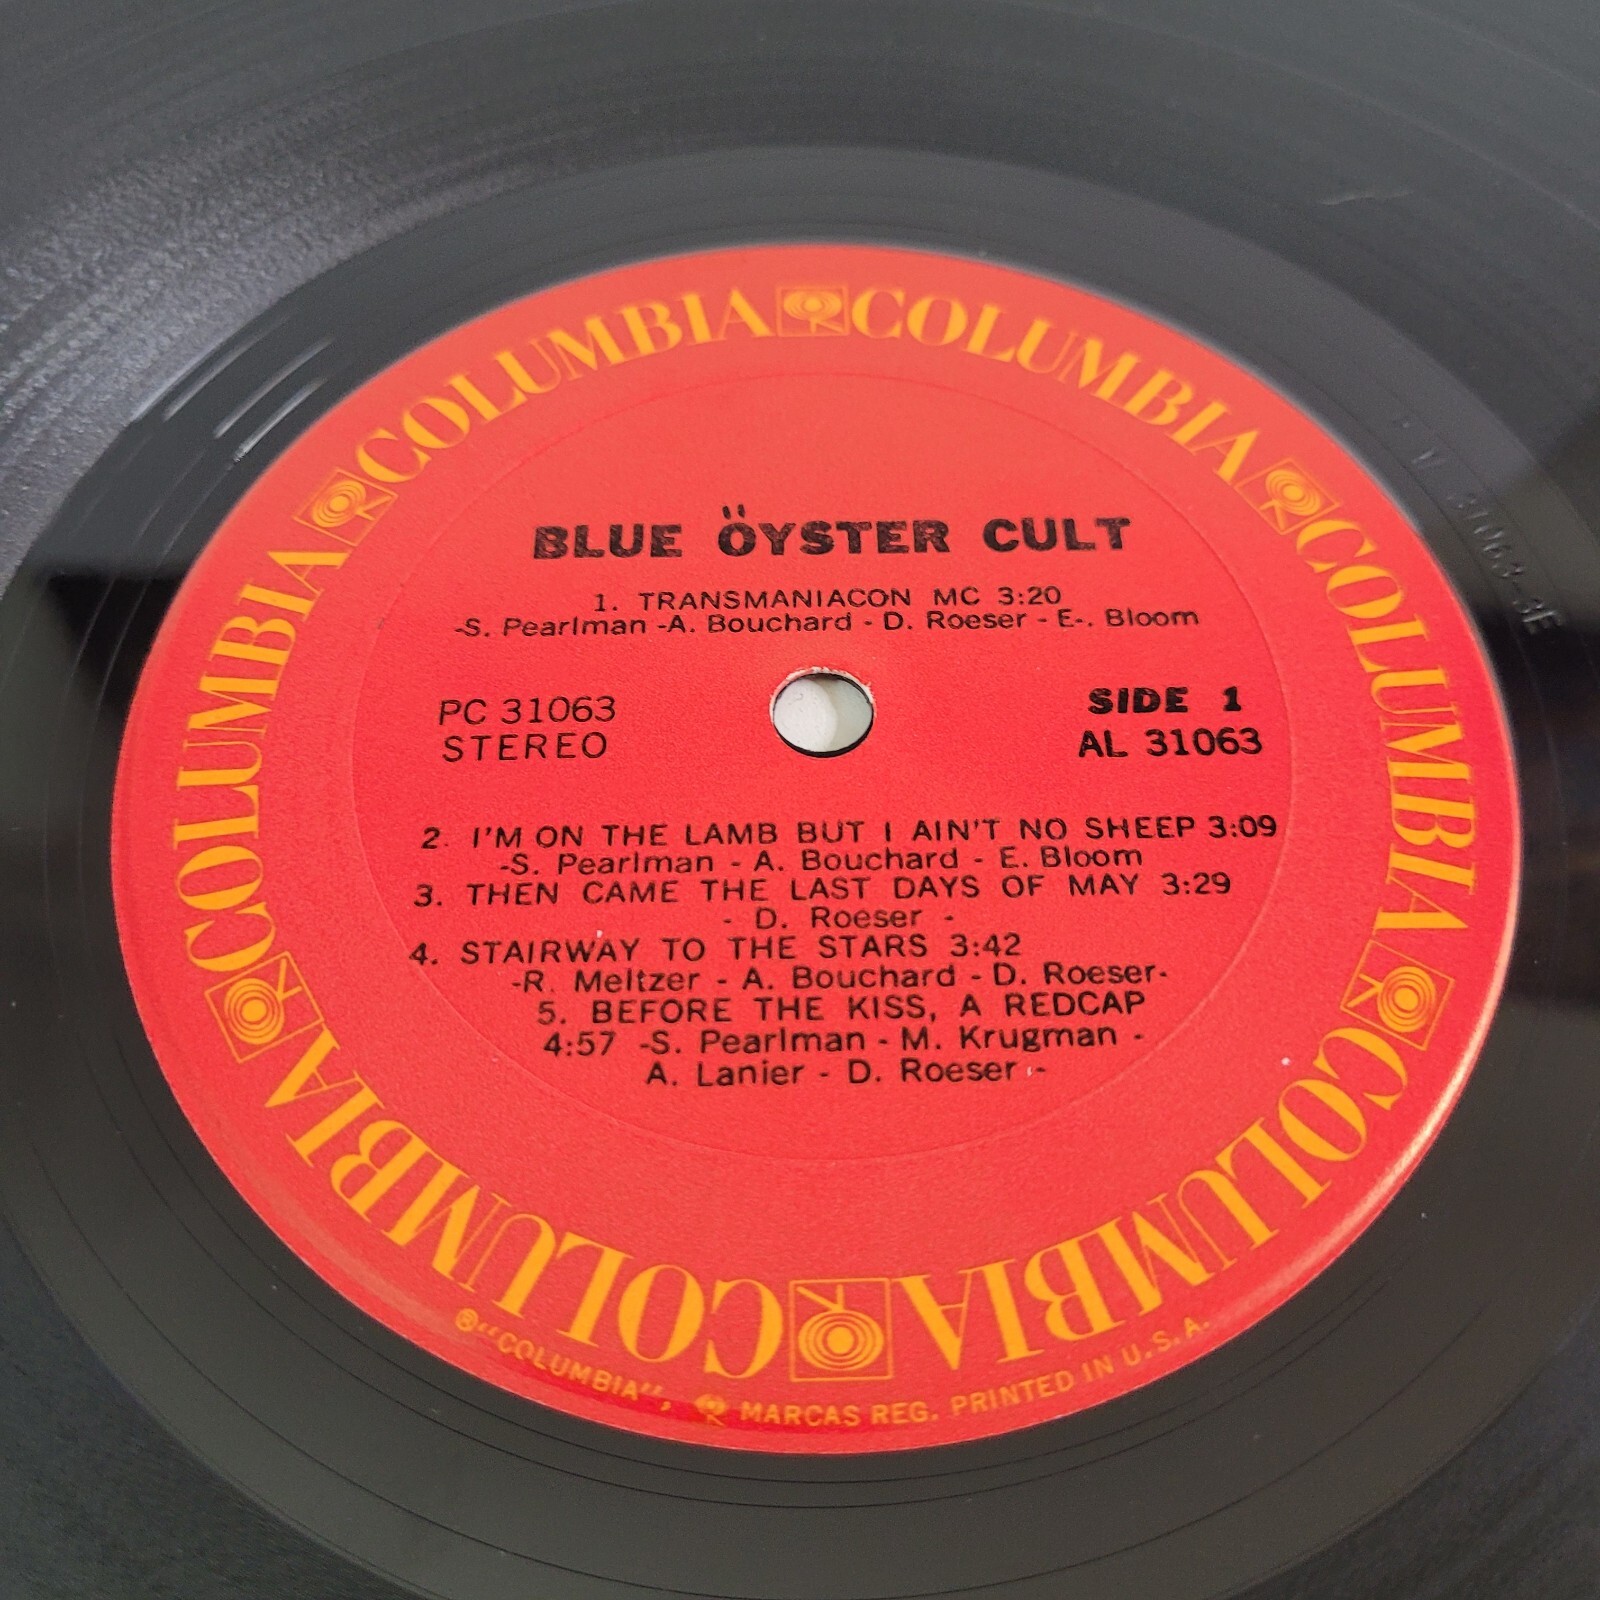 COLUMBIA COLUMBIA COLUMBIA COLUMBIA COLUMBIA COLUMBIA
BLUE ÖYSTER CULT
1. TRANSMANIACON MC 3:20
-S. Pearlman -A. Bouchard - D. Roeser - E-. Bloom
PC 31063
STEREO
SIDE 1
AL 31063
2. I'M ON THE LAMB BUT I AIN'T NO SHEEP 3:09
-S. Pearlman - A. Bouchard - E. Bloom
3. THEN CAME THE LAST DAYS OF MAY 3:29
- D. Roeser -
4. STAIRWAY TO THE STARS 3:42
-R. Meltzer - A. Bouchard - D. Roeser-
5. BEFORE THE KISS, A REDCAP
4:57 -S. Pearlman - M. Krugman -
A. Lanier - D. Roeser -
®"COLUMBIA", MARCAS REG. PRINTED IN U.S.A.